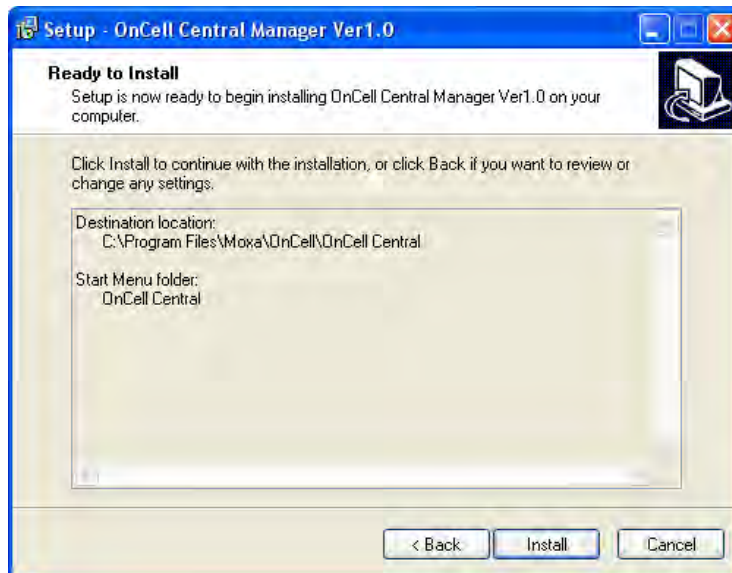 Setup - OnCell Central Manager Ver1.0
Ready to Install
Setup is now ready to begin installing OnCell Central Manager Ver1.0 on your
computer.
Click Install to continue with the installation, or click Back if you want to review or
change any settings.
Destination location:
C:\Program Files\Moxa\OnCell\OnCell Central
Start Menu folder:
OnCell Central
< Back
Install
Cancel